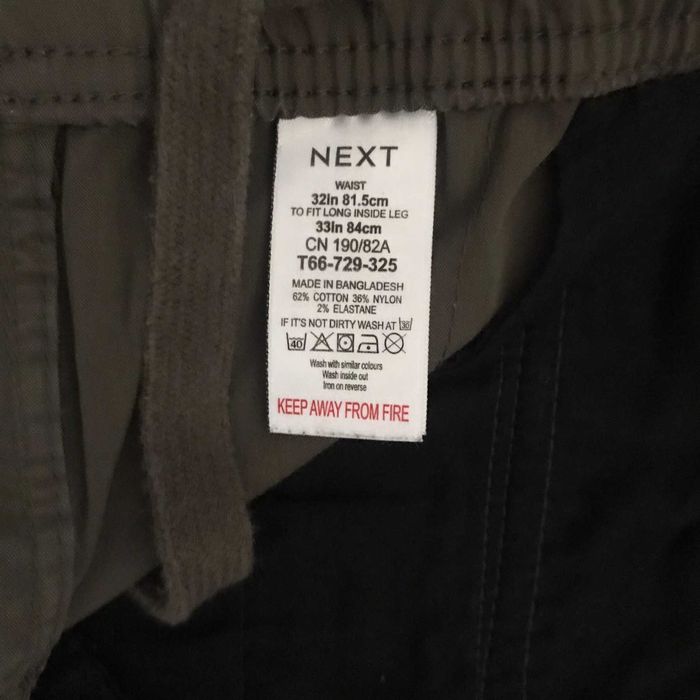 NEXT
WAIST
32in 81.5cm
TO FIT LONG INSIDE LEG
33in 84cm
CN 190/82A
T66-729-325
MADE IN BANGLADESH
62% COTTON 36% NYLON
2% ELASTANE
IF IT'S NOT DIRTY WASH AT 30
40
Wash with similar colours
Wash inside out
Iron on reverse
KEEP AWAY FROM FIRE